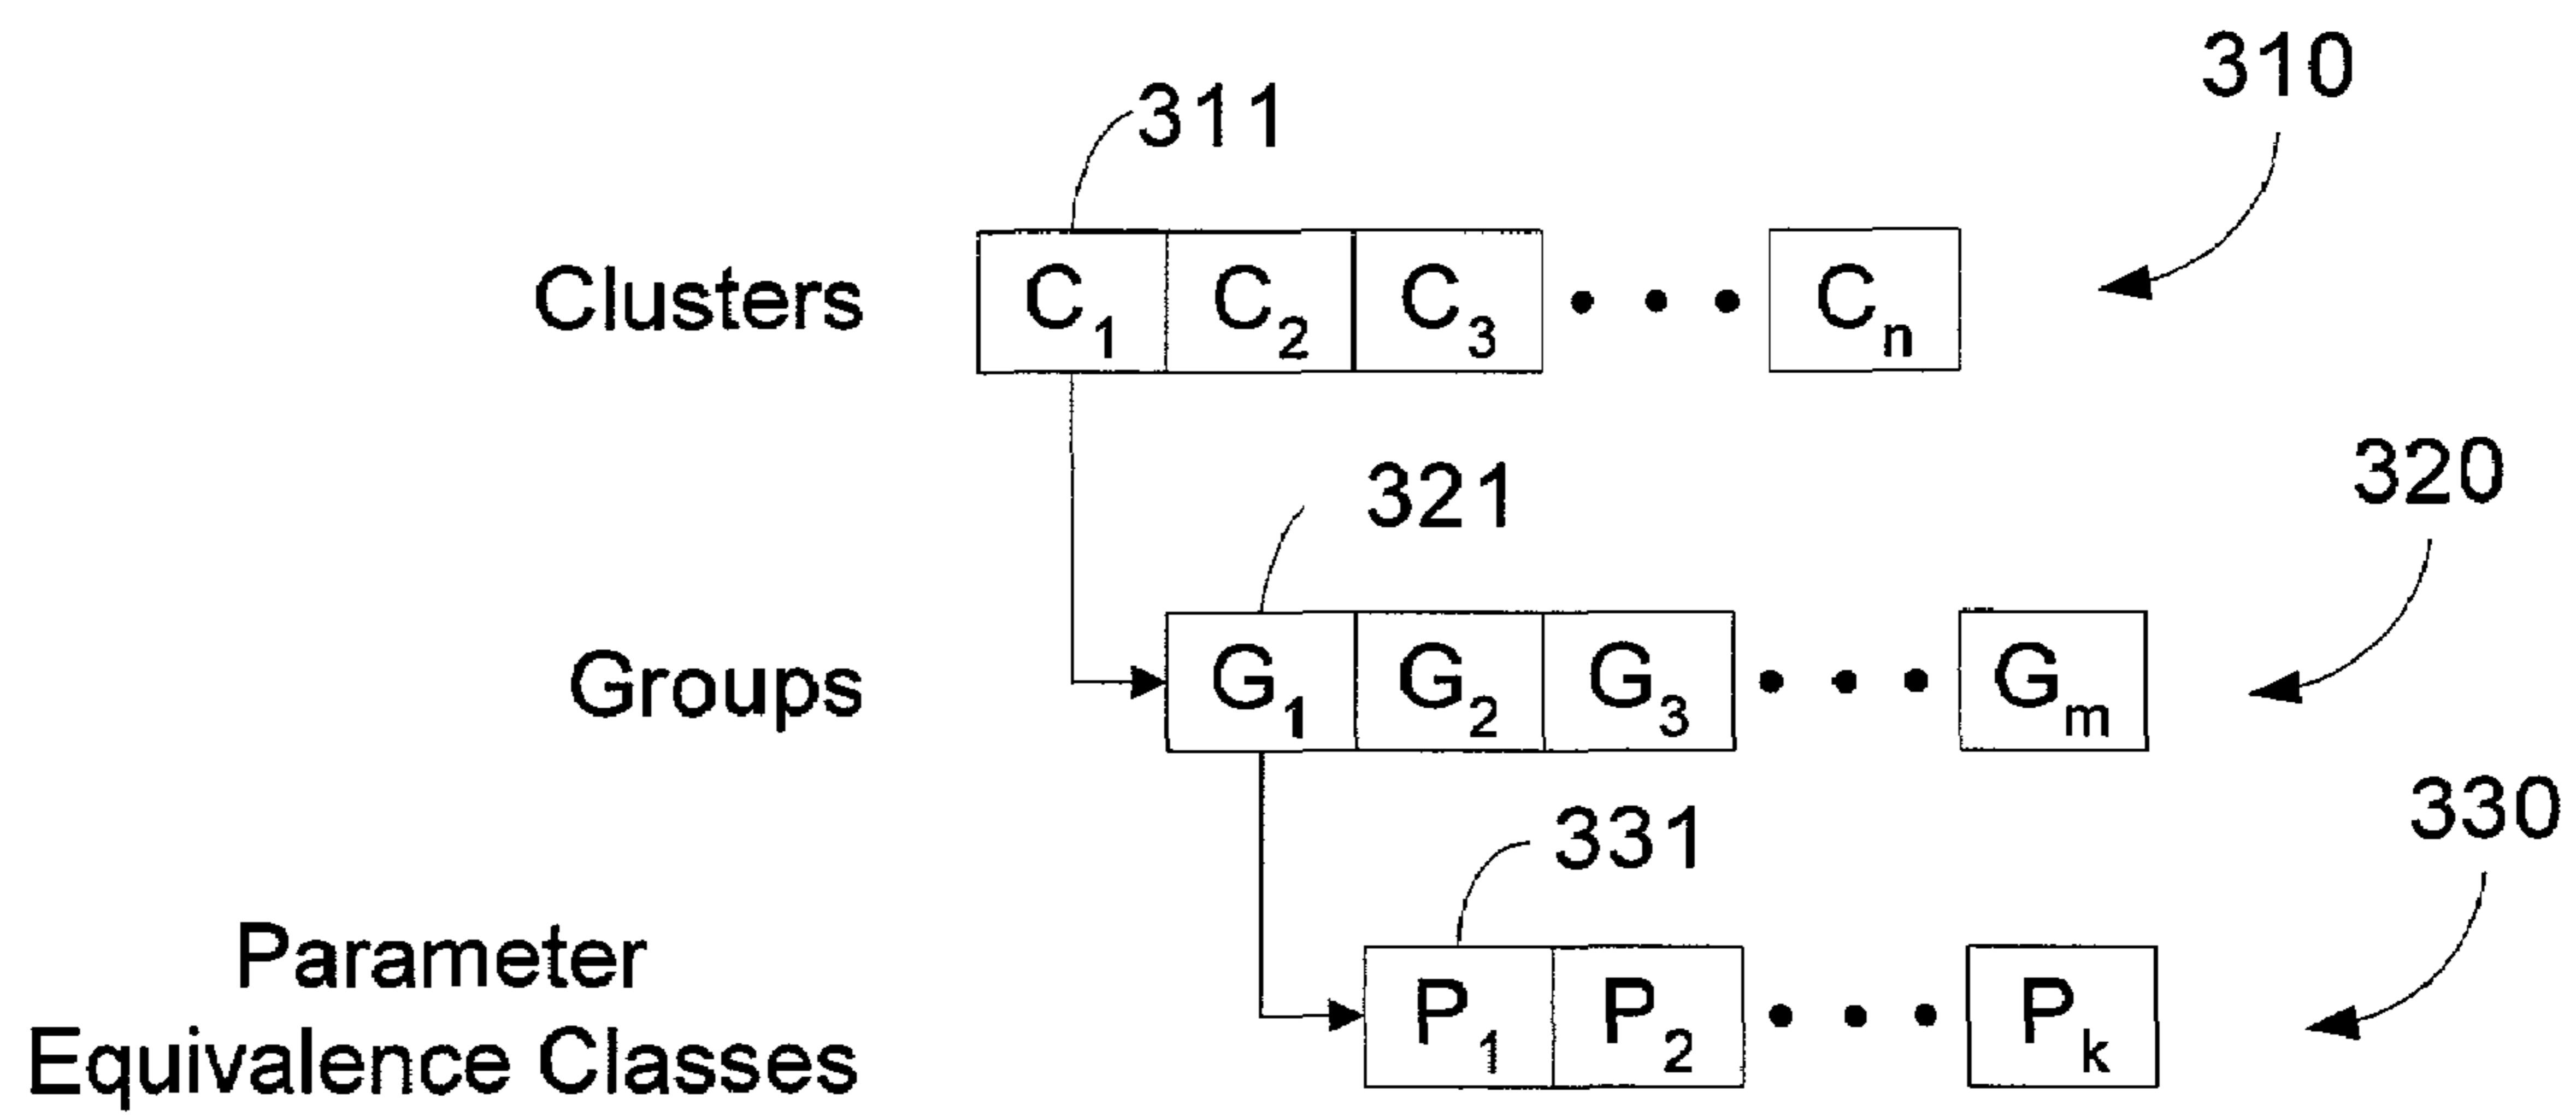 310
311
Clusters C1 C2 C3 • • • Cn
320
321
Groups G1 G2 G3 • • • Gm
330
331
Parameter
Equivalence Classes P1 P2 • • • Pk